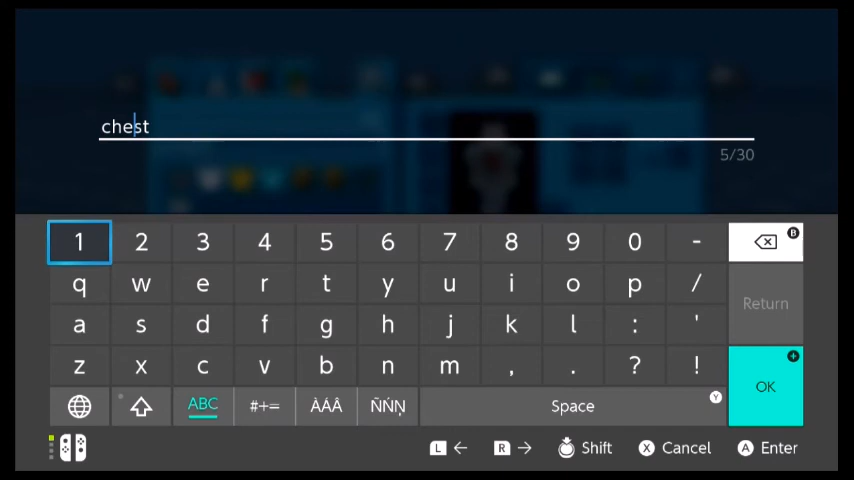 chest
5/30
1 2 3 4 5 6 7 8 9 0 - B
q w e r t y u i o p / Return
a s d f g h j k l : '
z x c v b n m , . ? ! + OK
ABC #+= ÀÁÂ ÑŃŅ Space Y
L ← R → Shift X Cancel A Enter